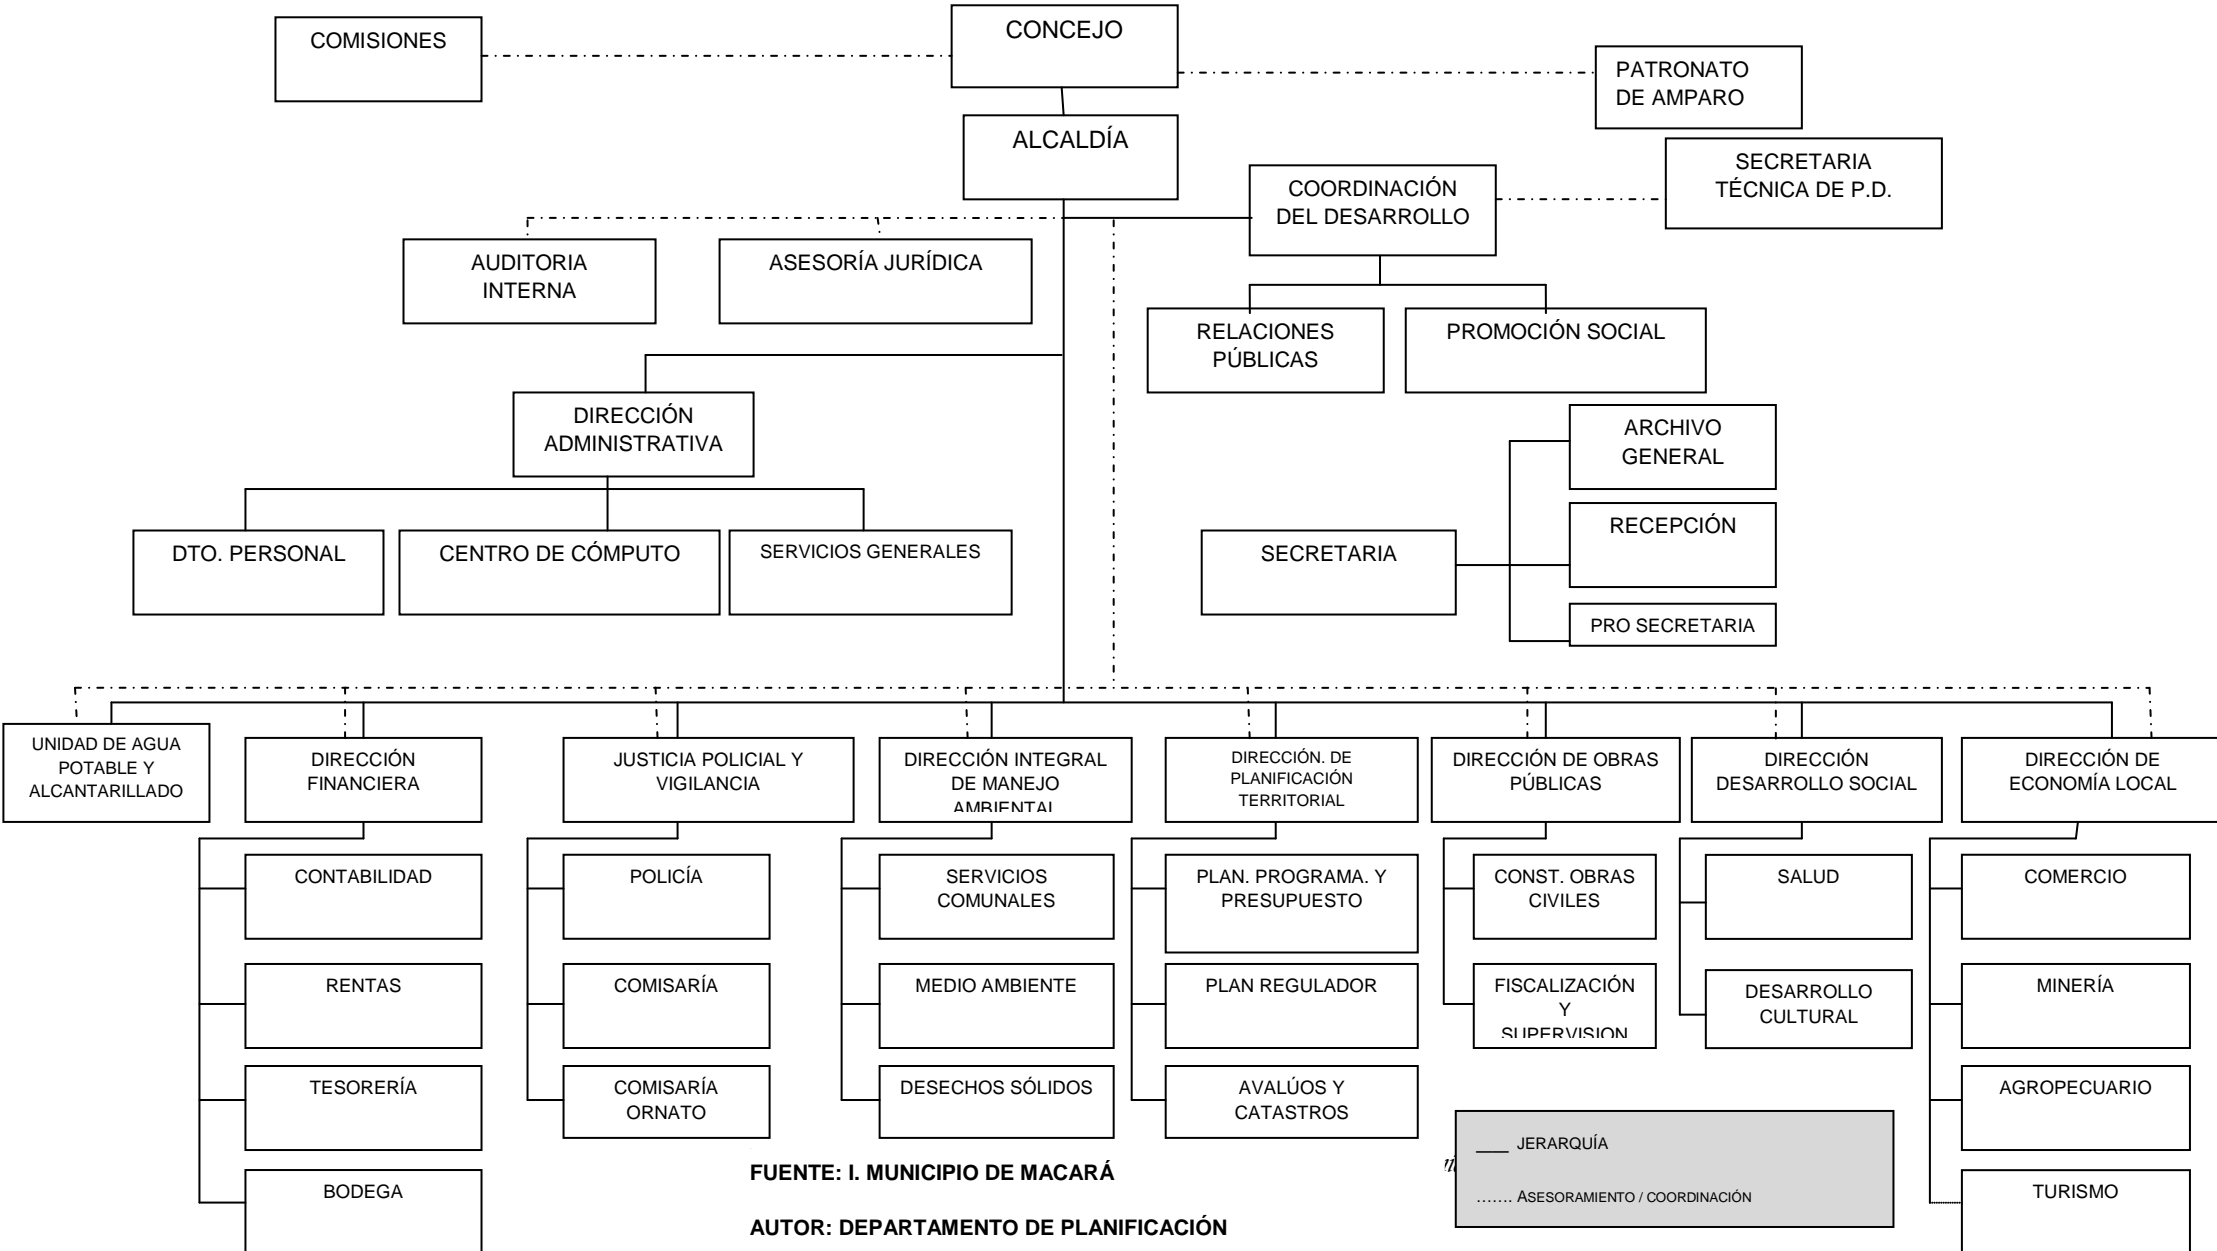 COMISIONES
CONCEJO
PATRONATO
DE AMPARO
ALCALDÍA
SECRETARIA
TÉCNICA DE P.D.
COORDINACIÓN
DEL DESARROLLO
AUDITORIA
INTERNA
ASESORÍA JURÍDICA
RELACIONES
PÚBLICAS
PROMOCIÓN SOCIAL
DIRECCIÓN
ADMINISTRATIVA
ARCHIVO
GENERAL
RECEPCIÓN
DTO. PERSONAL
CENTRO DE CÓMPUTO
SERVICIOS GENERALES
SECRETARIA
PRO SECRETARIA
UNIDAD DE AGUA
POTABLE Y
ALCANTARILLADO
DIRECCIÓN
FINANCIERA
JUSTICIA POLICIAL Y
VIGILANCIA
DIRECCIÓN INTEGRAL
DE MANEJO
AMBIENTAL
DIRECCIÓN. DE
PLANIFICACIÓN
TERRITORIAL
DIRECCIÓN DE OBRAS
PÚBLICAS
DIRECCIÓN
DESARROLLO SOCIAL
DIRECCIÓN DE
ECONOMÍA LOCAL
CONTABILIDAD
POLICÍA
SERVICIOS
COMUNALES
PLAN. PROGRAMA. Y
PRESUPUESTO
CONST. OBRAS
CIVILES
SALUD
COMERCIO
RENTAS
COMISARÍA
MEDIO AMBIENTE
PLAN REGULADOR
FISCALIZACIÓN
Y
SUPERVISION
DESARROLLO
CULTURAL
MINERÍA
TESORERÍA
COMISARÍA
ORNATO
DESECHOS SÓLIDOS
AVALÚOS Y
CATASTROS
AGROPECUARIO
BODEGA
TURISMO
___ JERARQUÍA
....... ASESORAMIENTO / COORDINACIÓN
FUENTE: I. MUNICIPIO DE MACARÁ
AUTOR: DEPARTAMENTO DE PLANIFICACIÓN